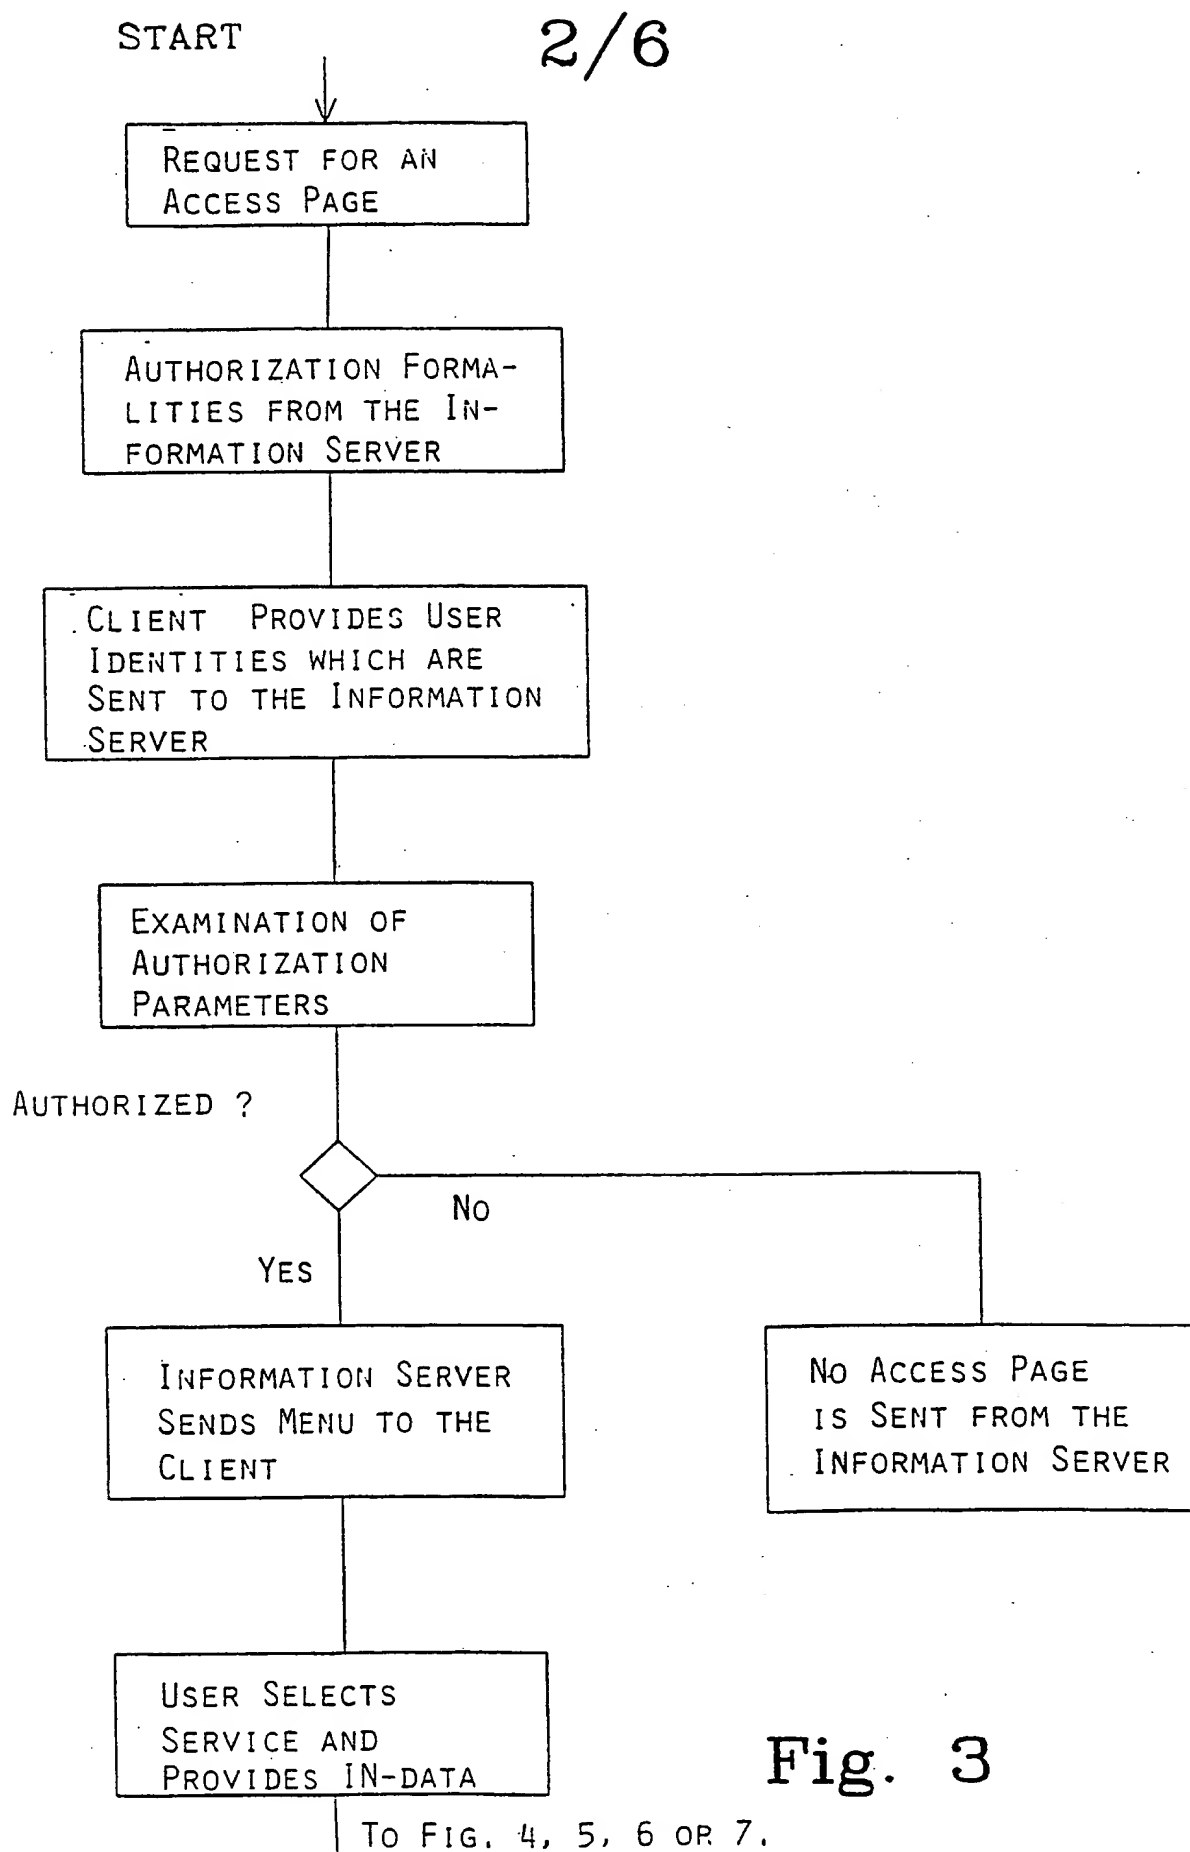 START
2/6
REQUEST FOR AN
ACCESS PAGE
AUTHORIZATION FORMA-
LITIES FROM THE IN-
FORMATION SERVER
CLIENT PROVIDES USER
IDENTITIES WHICH ARE
SENT TO THE INFORMATION
SERVER
EXAMINATION OF
AUTHORIZATION
PARAMETERS
AUTHORIZED ?
NO
YES
INFORMATION SERVER
SENDS MENU TO THE
CLIENT
NO ACCESS PAGE
IS SENT FROM THE
INFORMATION SERVER
USER SELECTS
SERVICE AND
PROVIDES IN-DATA
Fig. 3
TO FIG. 4, 5, 6 OR 7.